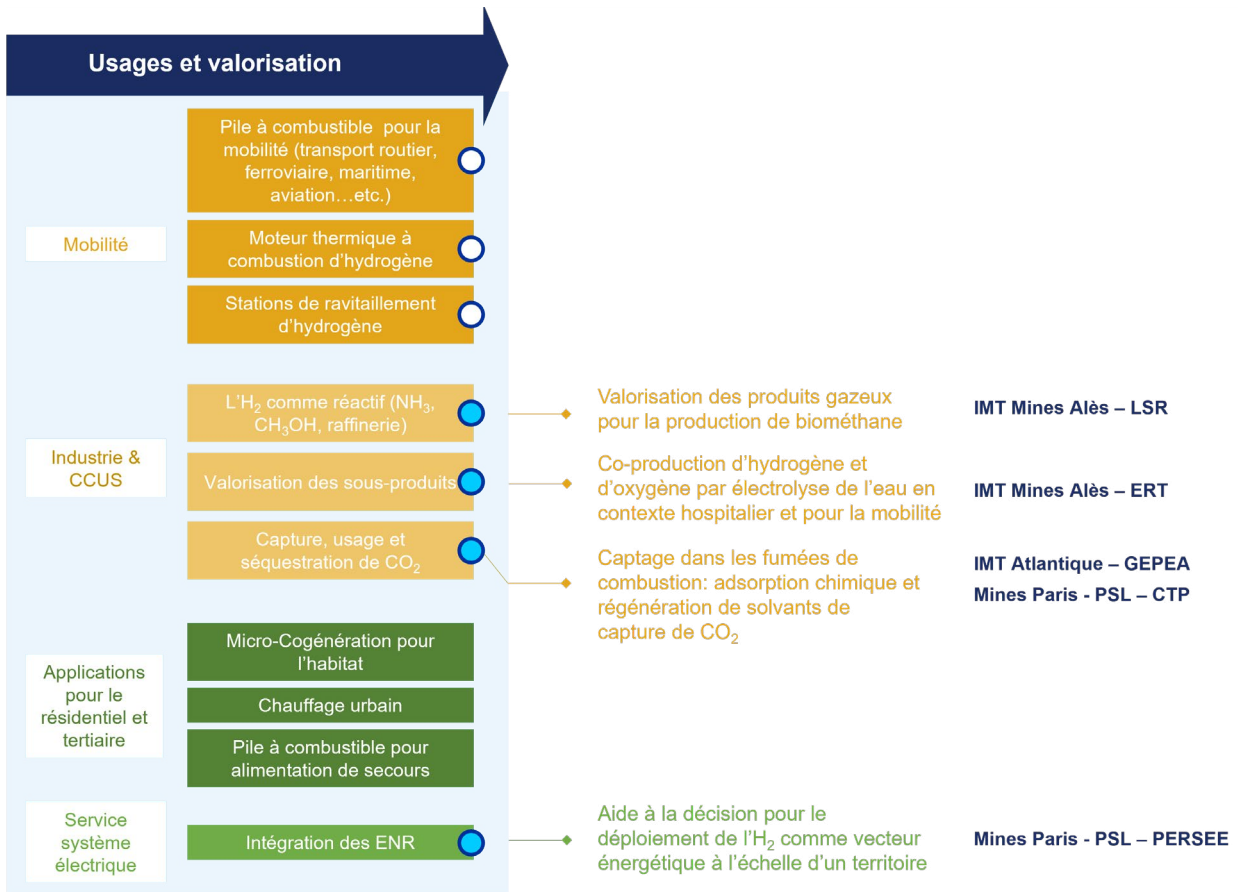 Usages et valorisation
Mobilité
Pile à combustible pour la
mobilité (transport routier,
ferroviaire, maritime,
aviation…etc.)
Moteur thermique à
combustion d'hydrogène
Stations de ravitaillement
d'hydrogène
Industrie &
CCUS
L'H₂ comme réactif (NH₃,
CH₃OH, raffinerie)
Valorisation des produits gazeux
pour la production de biométhane
IMT Mines Alès – LSR
Valorisation des sous-produits
Co-production d'hydrogène et
d'oxygène par électrolyse de l'eau en
contexte hospitalier et pour la mobilité
IMT Mines Alès – ERT
Capture, usage et
séquestration de CO₂
Captage dans les fumées de
combustion: adsorption chimique et
régénération de solvants de
capture de CO₂
IMT Atlantique – GEPEA
Mines Paris - PSL – CTP
Applications
pour le
résidentiel et
tertiaire
Micro-Cogénération pour
l'habitat
Chauffage urbain
Pile à combustible pour
alimentation de secours
Service
système
électrique
Intégration des ENR
Aide à la décision pour le
déploiement de l'H₂ comme vecteur
énergétique à l'échelle d'un territoire
Mines Paris - PSL – PERSEE